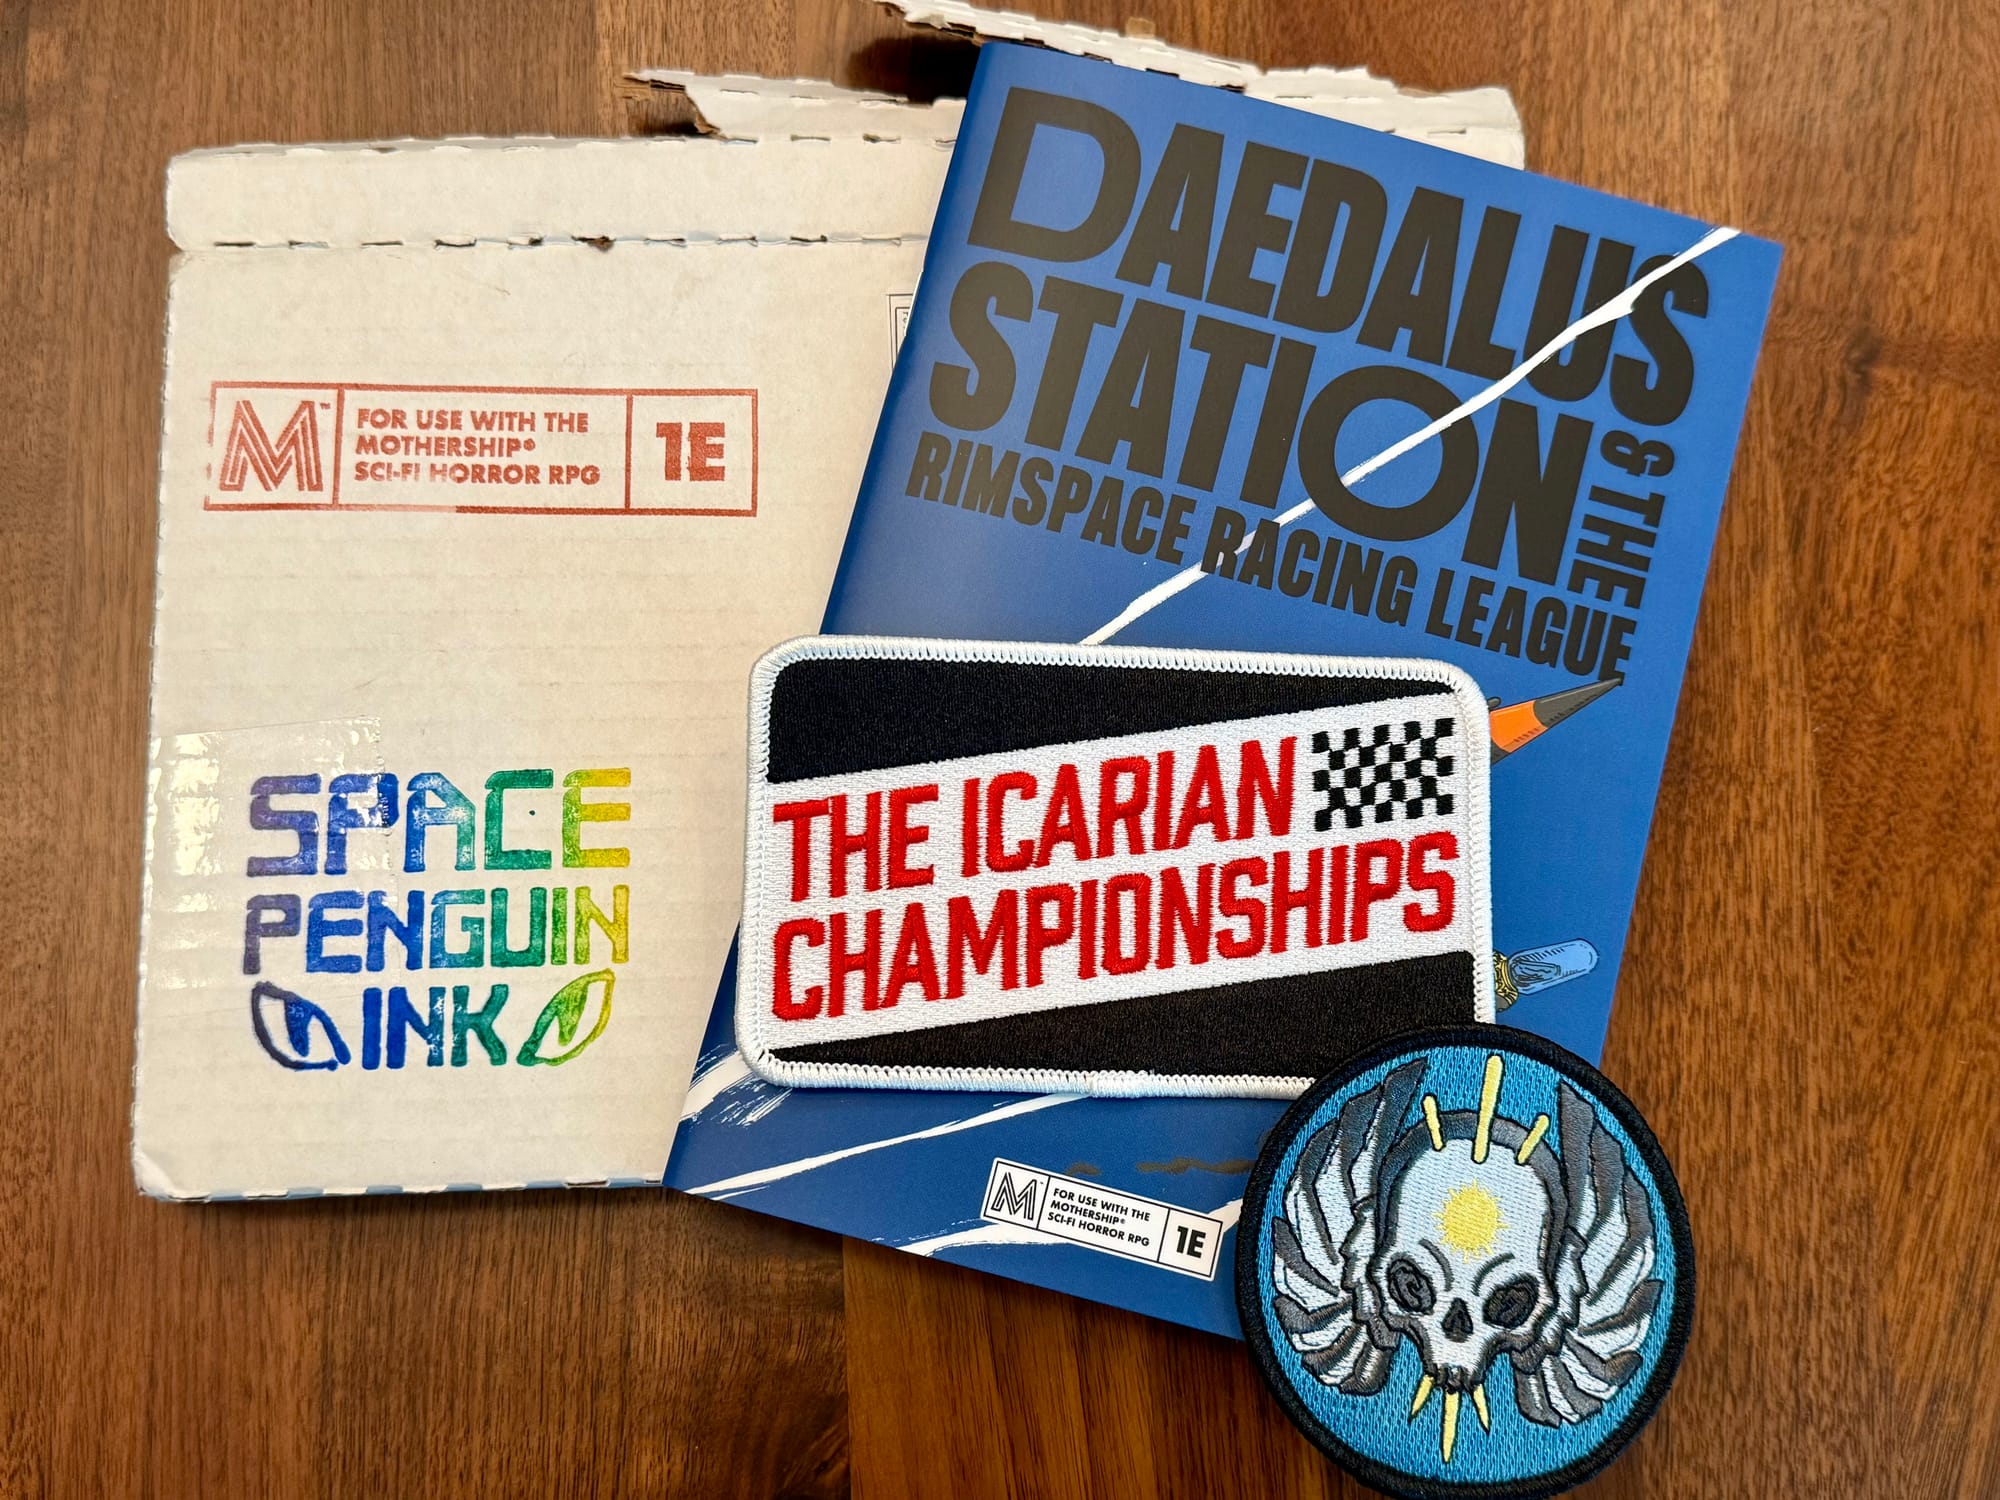 M™
FOR USE WITH THE
MOTHERSHIP®
SCI-FI HORROR RPG
1E
SPACE
PENGUIN
INK
DAEDALUS
STATION
& THE
RIMSPACE RACING LEAGUE
THE ICARIAN
CHAMPIONSHIPS
M
FOR USE WITH THE
MOTHERSHIP®
SCI-FI HORROR RPG
1E